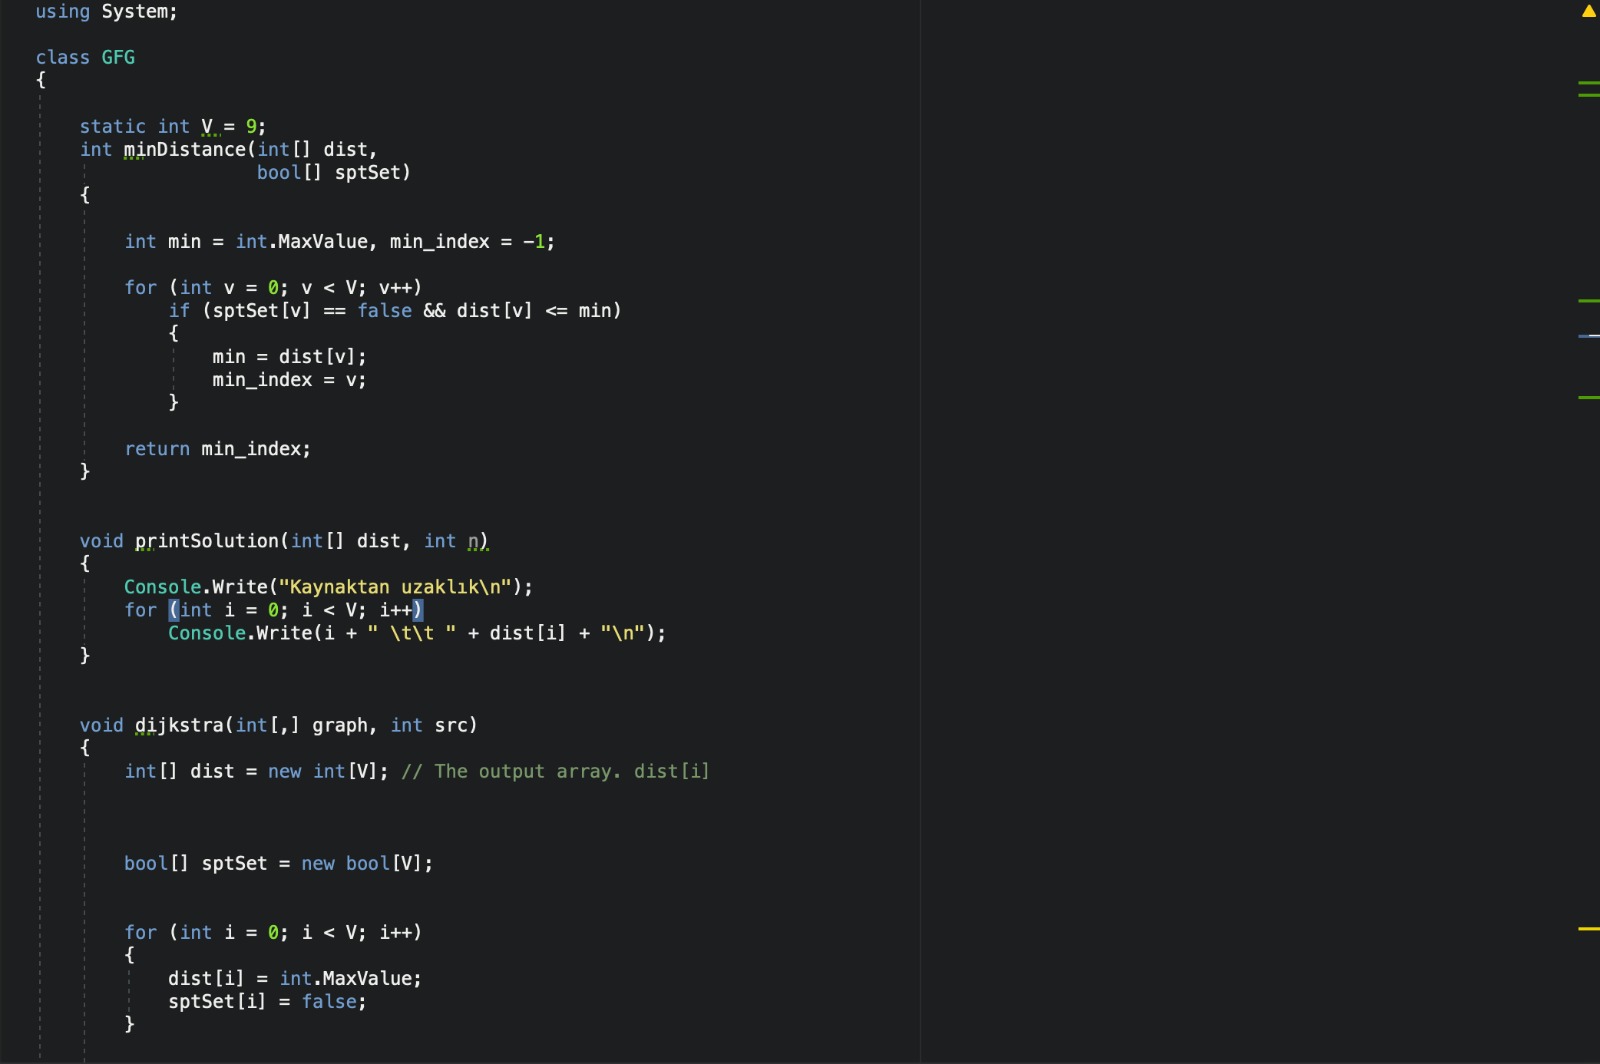 using System;
class GFG
{
static int V = 9;
int minDistance(int[] dist,
bool[] sptSet)
{
int min = int.MaxValue, min_index = -1;
for (int v = 0; v < V; v++)
if (sptSet[v] == false && dist[v] <= min)
{
min = dist[v];
min_index = v;
}
return min_index;
}
void printSolution(int[] dist, int n)
{
Console.Write("Kaynaktan uzaklık\n");
for (int i = 0; i < V; i++)
Console.Write(i + " \t\t " + dist[i] + "\n");
}
void dijkstra(int[,] graph, int src)
{
int[] dist = new int[V]; // The output array. dist[i]
bool[] sptSet = new bool[V];
for (int i = 0; i < V; i++)
{
dist[i] = int.MaxValue;
sptSet[i] = false;
}